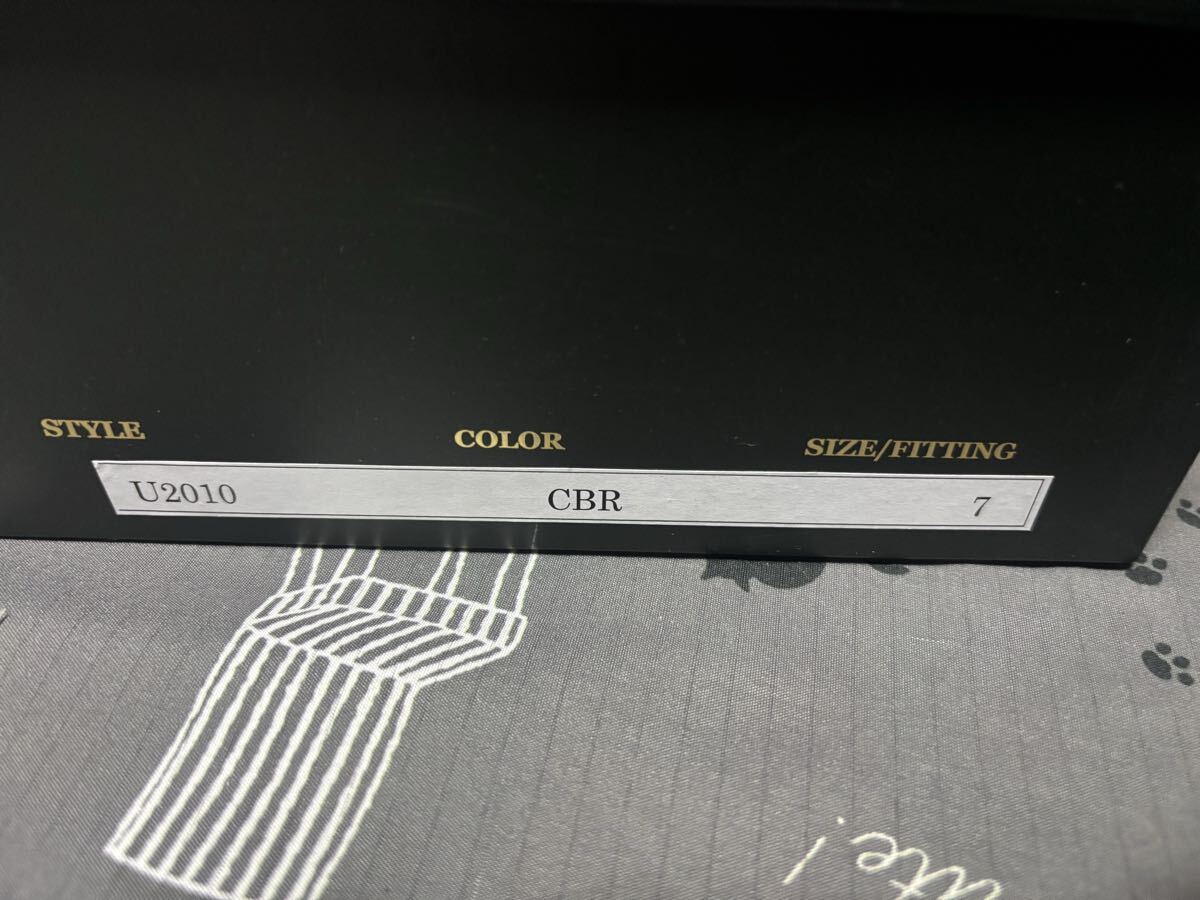 STYLE COLOR SIZE/FITTING
U2010 CBR 7